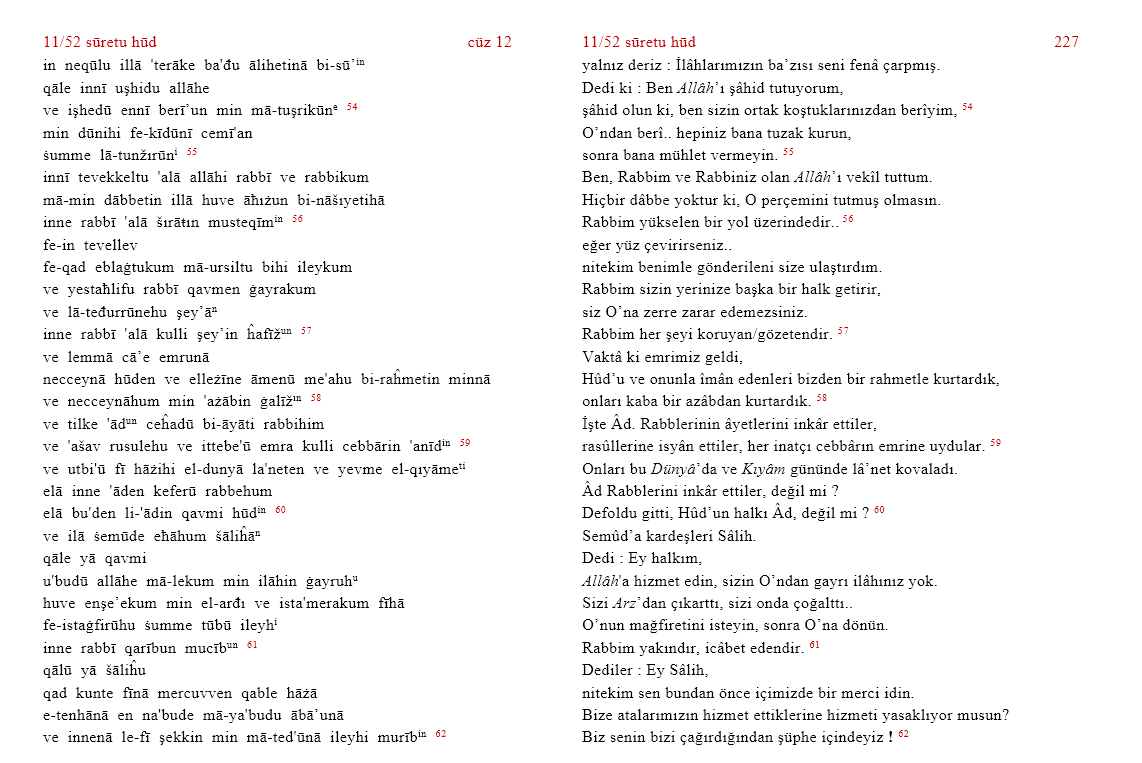 11/52 sūretu hūd cüz 12
in neqūlu illā 'terāke ba'đu ālihetinā bi-sū’ⁱⁿ
qāle innī uşhidu allāhe
ve işhedū ennī berī’un min mā-tuşrikūnᵉ 54
min dūnihi fe-kīdūnī cemī'an
ṡumme lā-tunžırūnⁱ 55
innī tevekkeltu 'alā allāhi rabbī ve rabbikum
mā-min dābbetin illā huve āħıżun bi-nāšıyetihā
inne rabbī 'alā šırāŧın musteqīmⁱⁿ 56
fe-in tevellev
fe-qad eblaġtukum mā-ursiltu bihi ileykum
ve yestaħlifu rabbī qavmen ġayrakum
ve lā-teđurrūnehu şey’āⁿ
inne rabbī 'alā kulli şey’in ĥafīžᵘⁿ 57
ve lemmā cā’e emrunā
necceynā hūden ve elleżīne āmenū me'ahu bi-raĥmetin minnā
ve necceynāhum min 'ażābin ġalīžⁱⁿ 58
ve tilke 'ādᵘⁿ ceĥadū bi-āyāti rabbihim
ve 'ašav rusulehu ve ittebe'ū emra kulli cebbārin 'anīdⁱⁿ 59
ve utbi'ū fī hāżihi el-dunyā la'neten ve yevme el-qıyāmeᵗⁱ
elā inne 'āden keferū rabbehum
elā bu'den li-'ādin qavmi hūdⁱⁿ 60
ve ilā ṡemūde eħāhum šāliĥāⁿ
qāle yā qavmi
u'budū allāhe mā-lekum min ilāhin ġayruhᵘ
huve enşe’ekum min el-arđı ve ista'merakum fīhā
fe-istaġfirūhu ṡumme tūbū ileyhⁱ
inne rabbī qarībun mucībᵘⁿ 61
qālū yā šāliĥu
qad kunte fīnā mercuvven qable hāżā
e-tenhānā en na'bude mā-ya'budu ābā’unā
ve innenā le-fī şekkin min mā-ted'ūnā ileyhi murībⁱⁿ 62
11/52 sūretu hūd 227
yalnız deriz : İlâhlarımızın ba’zısı seni fenâ çarpmış.
Dedi ki : Ben Allâh’ı şâhid tutuyorum,
şâhid olun ki, ben sizin ortak koştuklarınızdan berîyim, 54
O’ndan berî.. hepiniz bana tuzak kurun,
sonra bana mühlet vermeyin. 55
Ben, Rabbim ve Rabbiniz olan Allâh’ı vekîl tuttum.
Hiçbir dâbbe yoktur ki, O perçemini tutmuş olmasın.
Rabbim yükselen bir yol üzerindedir.. 56
eğer yüz çevirirseniz..
nitekim benimle gönderileni size ulaştırdım.
Rabbim sizin yerinize başka bir halk getirir,
siz O’na zerre zarar edemezsiniz.
Rabbim her şeyi koruyan/gözetendir. 57
Vaktâ ki emrimiz geldi,
Hûd’u ve onunla îmân edenleri bizden bir rahmetle kurtardık,
onları kaba bir azâbdan kurtardık. 58
İşte Âd. Rabblerinin âyetlerini inkâr ettiler,
rasûllerine isyân ettiler, her inatçı cebbârın emrine uydular. 59
Onları bu Dünyâ’da ve Kıyâm gününde lâ’net kovaladı.
Âd Rabblerini inkâr ettiler, değil mi ?
Defoldu gitti, Hûd’un halkı Âd, değil mi ? 60
Semûd’a kardeşleri Sâlih.
Dedi : Ey halkım,
Allâh'a hizmet edin, sizin O’ndan gayrı ilâhınız yok.
Sizi Arz’dan çıkarttı, sizi onda çoğalttı..
O’nun mağfiretini isteyin, sonra O’na dönün.
Rabbim yakındır, icâbet edendir. 61
Dediler : Ey Sâlih,
nitekim sen bundan önce içimizde bir merci idin.
Bize atalarımızın hizmet ettiklerine hizmeti yasaklıyor musun?
Biz senin bizi çağırdığından şüphe içindeyiz ! 62